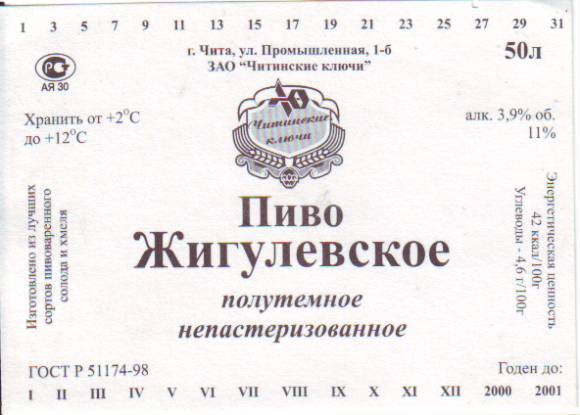 1 3 5 7 9 11 13 15 17 19 21 23 25 27 29 31
г. Чита, ул. Промышленная, 1-б
ЗАО "Читинские ключи"
50л
АЯ 30
Хранить от +2°С
до +12°С
Читинские
ключи
алк. 3,9% об.
11%
Пиво
Жигулевское
полутемное
непастеризованное
Изготовлено из лучших
сортов пивоваренного
солода и хмеля
Энергетическая ценность
42 ккал/100г
Углеводы - 4,6 г/100г
ГОСТ Р 51174-98
Годен до:
I II III IV V VI VII VIII IX X XI XII 2000 2001